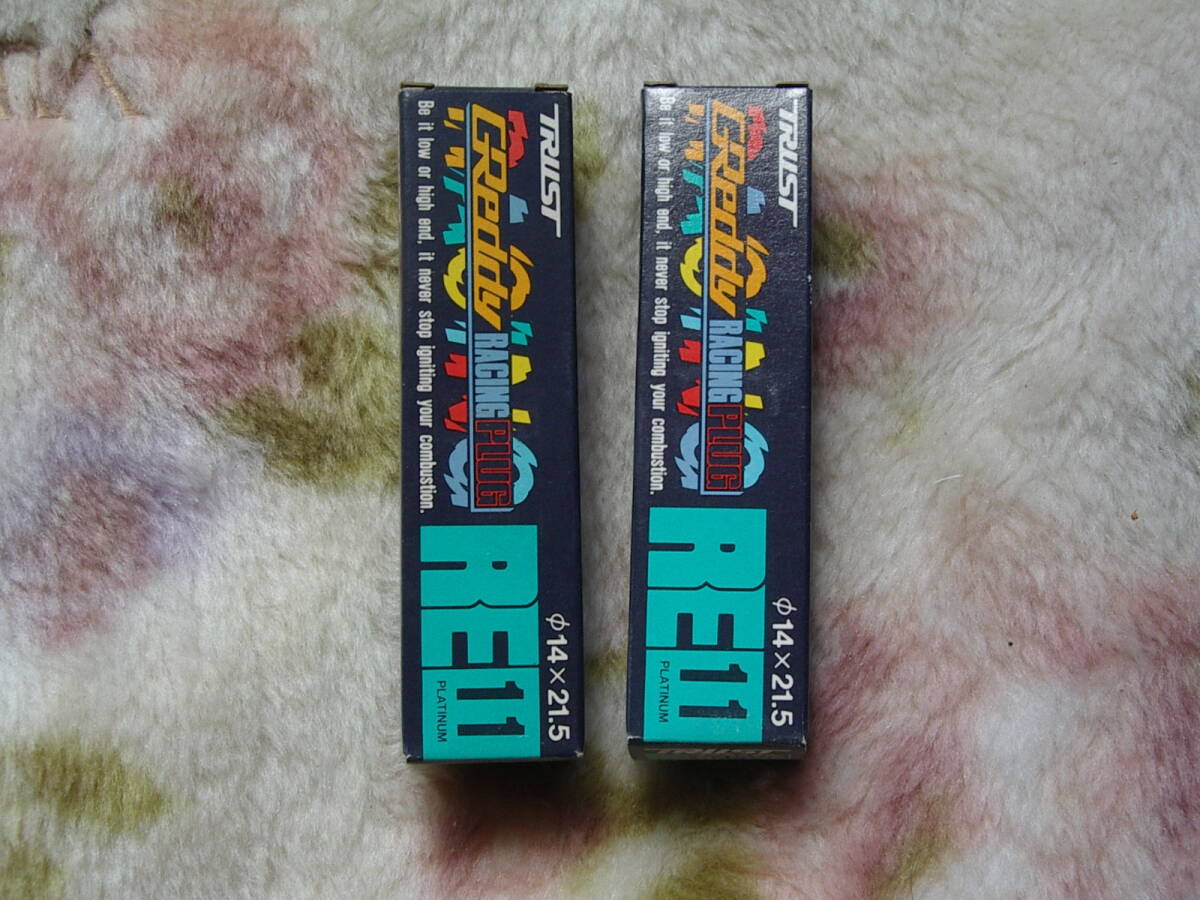 TRUST
GReddy RACING PLUG
Be it low or high end, it never stop igniting your combustion.
RE11
PLATINUM
φ14×21.5
TRUST
GReddy RACING PLUG
Be it low or high end, it never stop igniting your combustion.
RE11
PLATINUM
φ14×21.5
TRUST